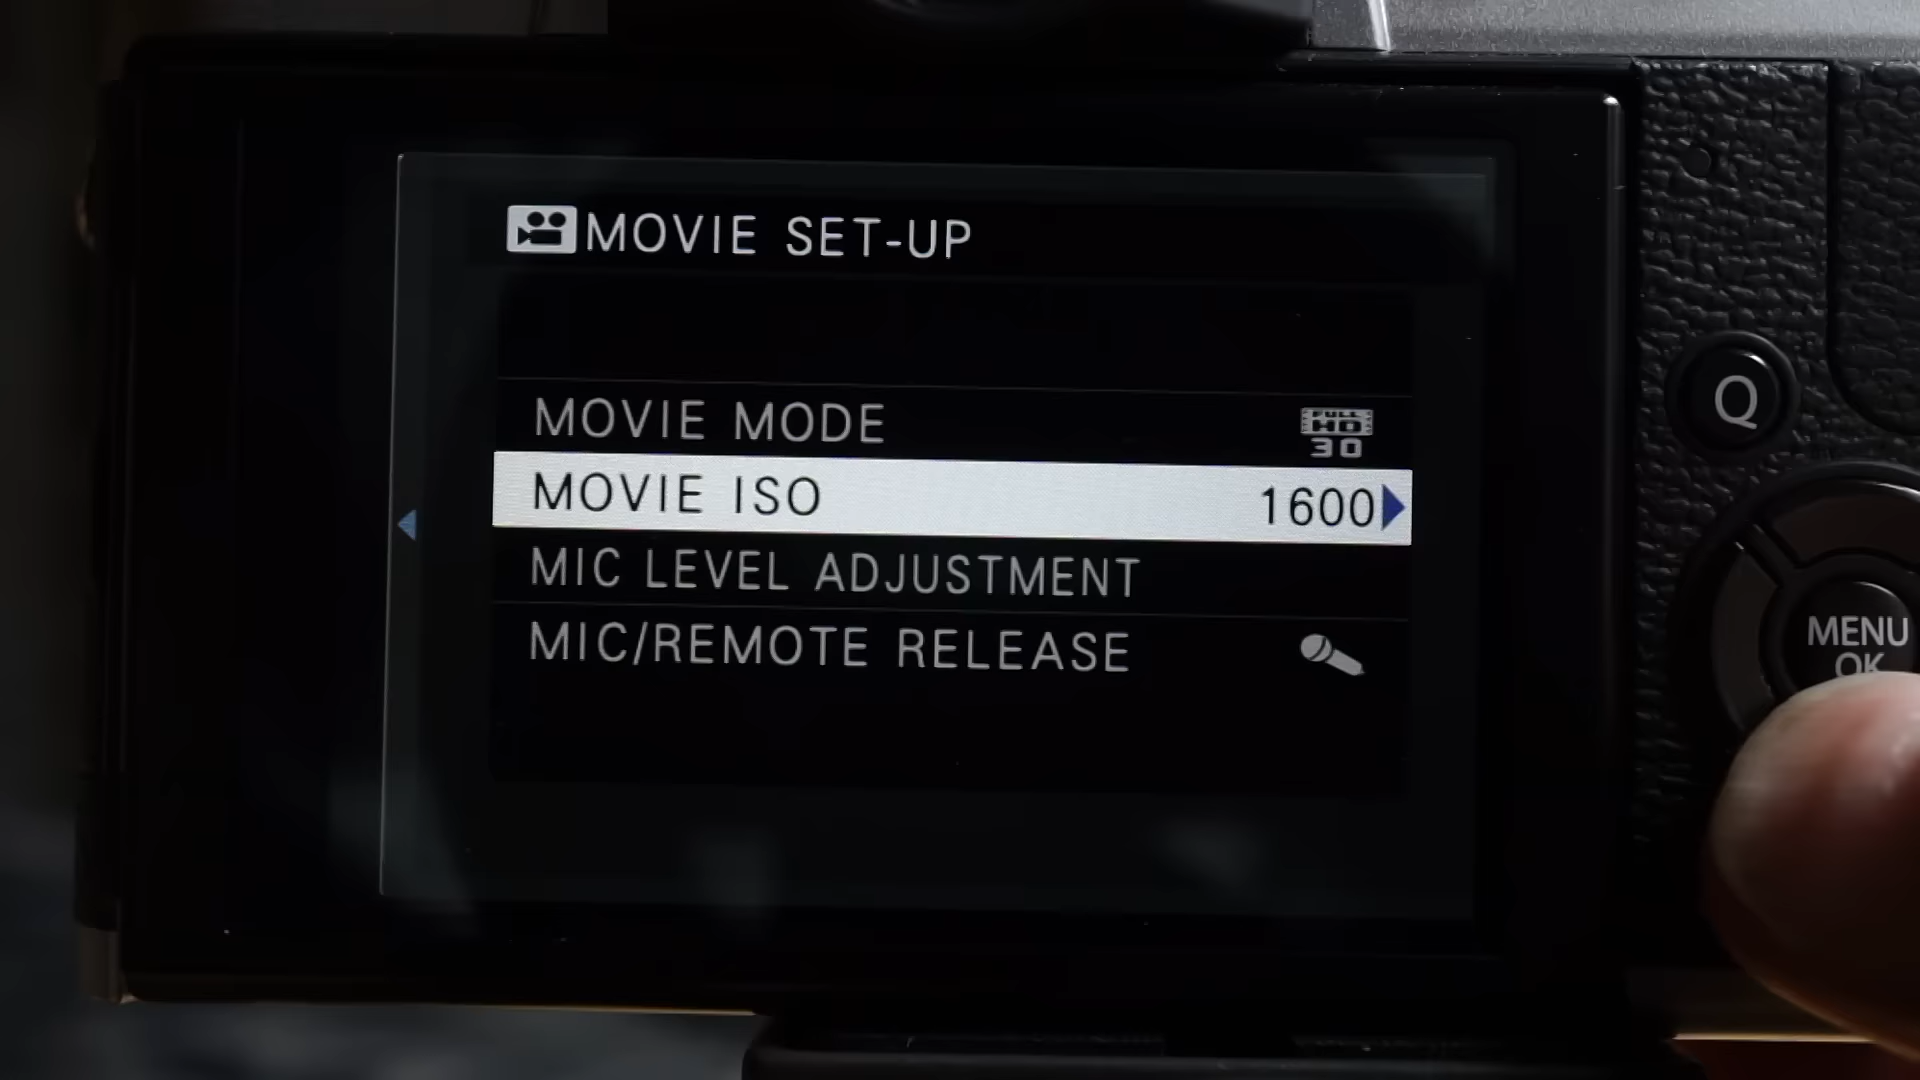 MOVIE SET-UP
MOVIE MODE FULL HD 30
MOVIE ISO 1600
MIC LEVEL ADJUSTMENT
MIC/REMOTE RELEASE
Q
MENU
OK